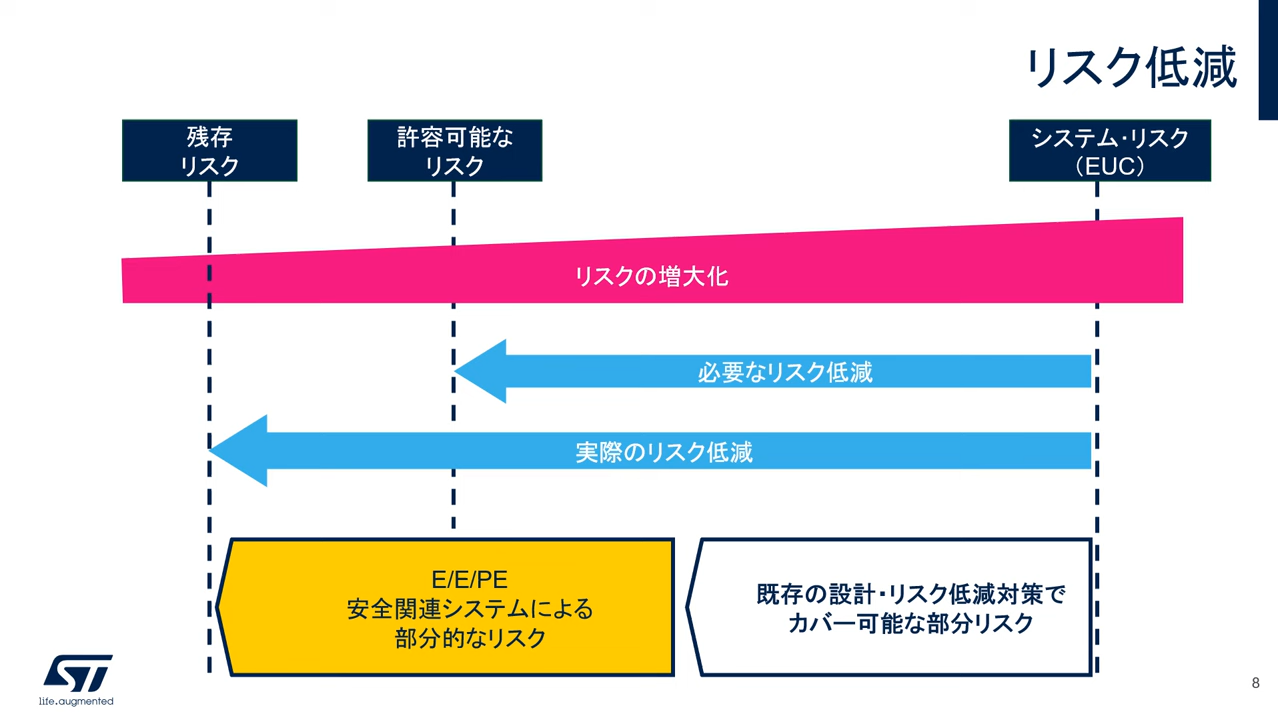 リスク低減
残存
リスク
許容可能な
リスク
システム・リスク
（EUC）
リスクの増大化
必要なリスク低減
実際のリスク低減
E/E/PE
安全関連システムによる
部分的なリスク
既存の設計・リスク低減対策で
カバー可能な部分リスク
ST
life.augmented
8